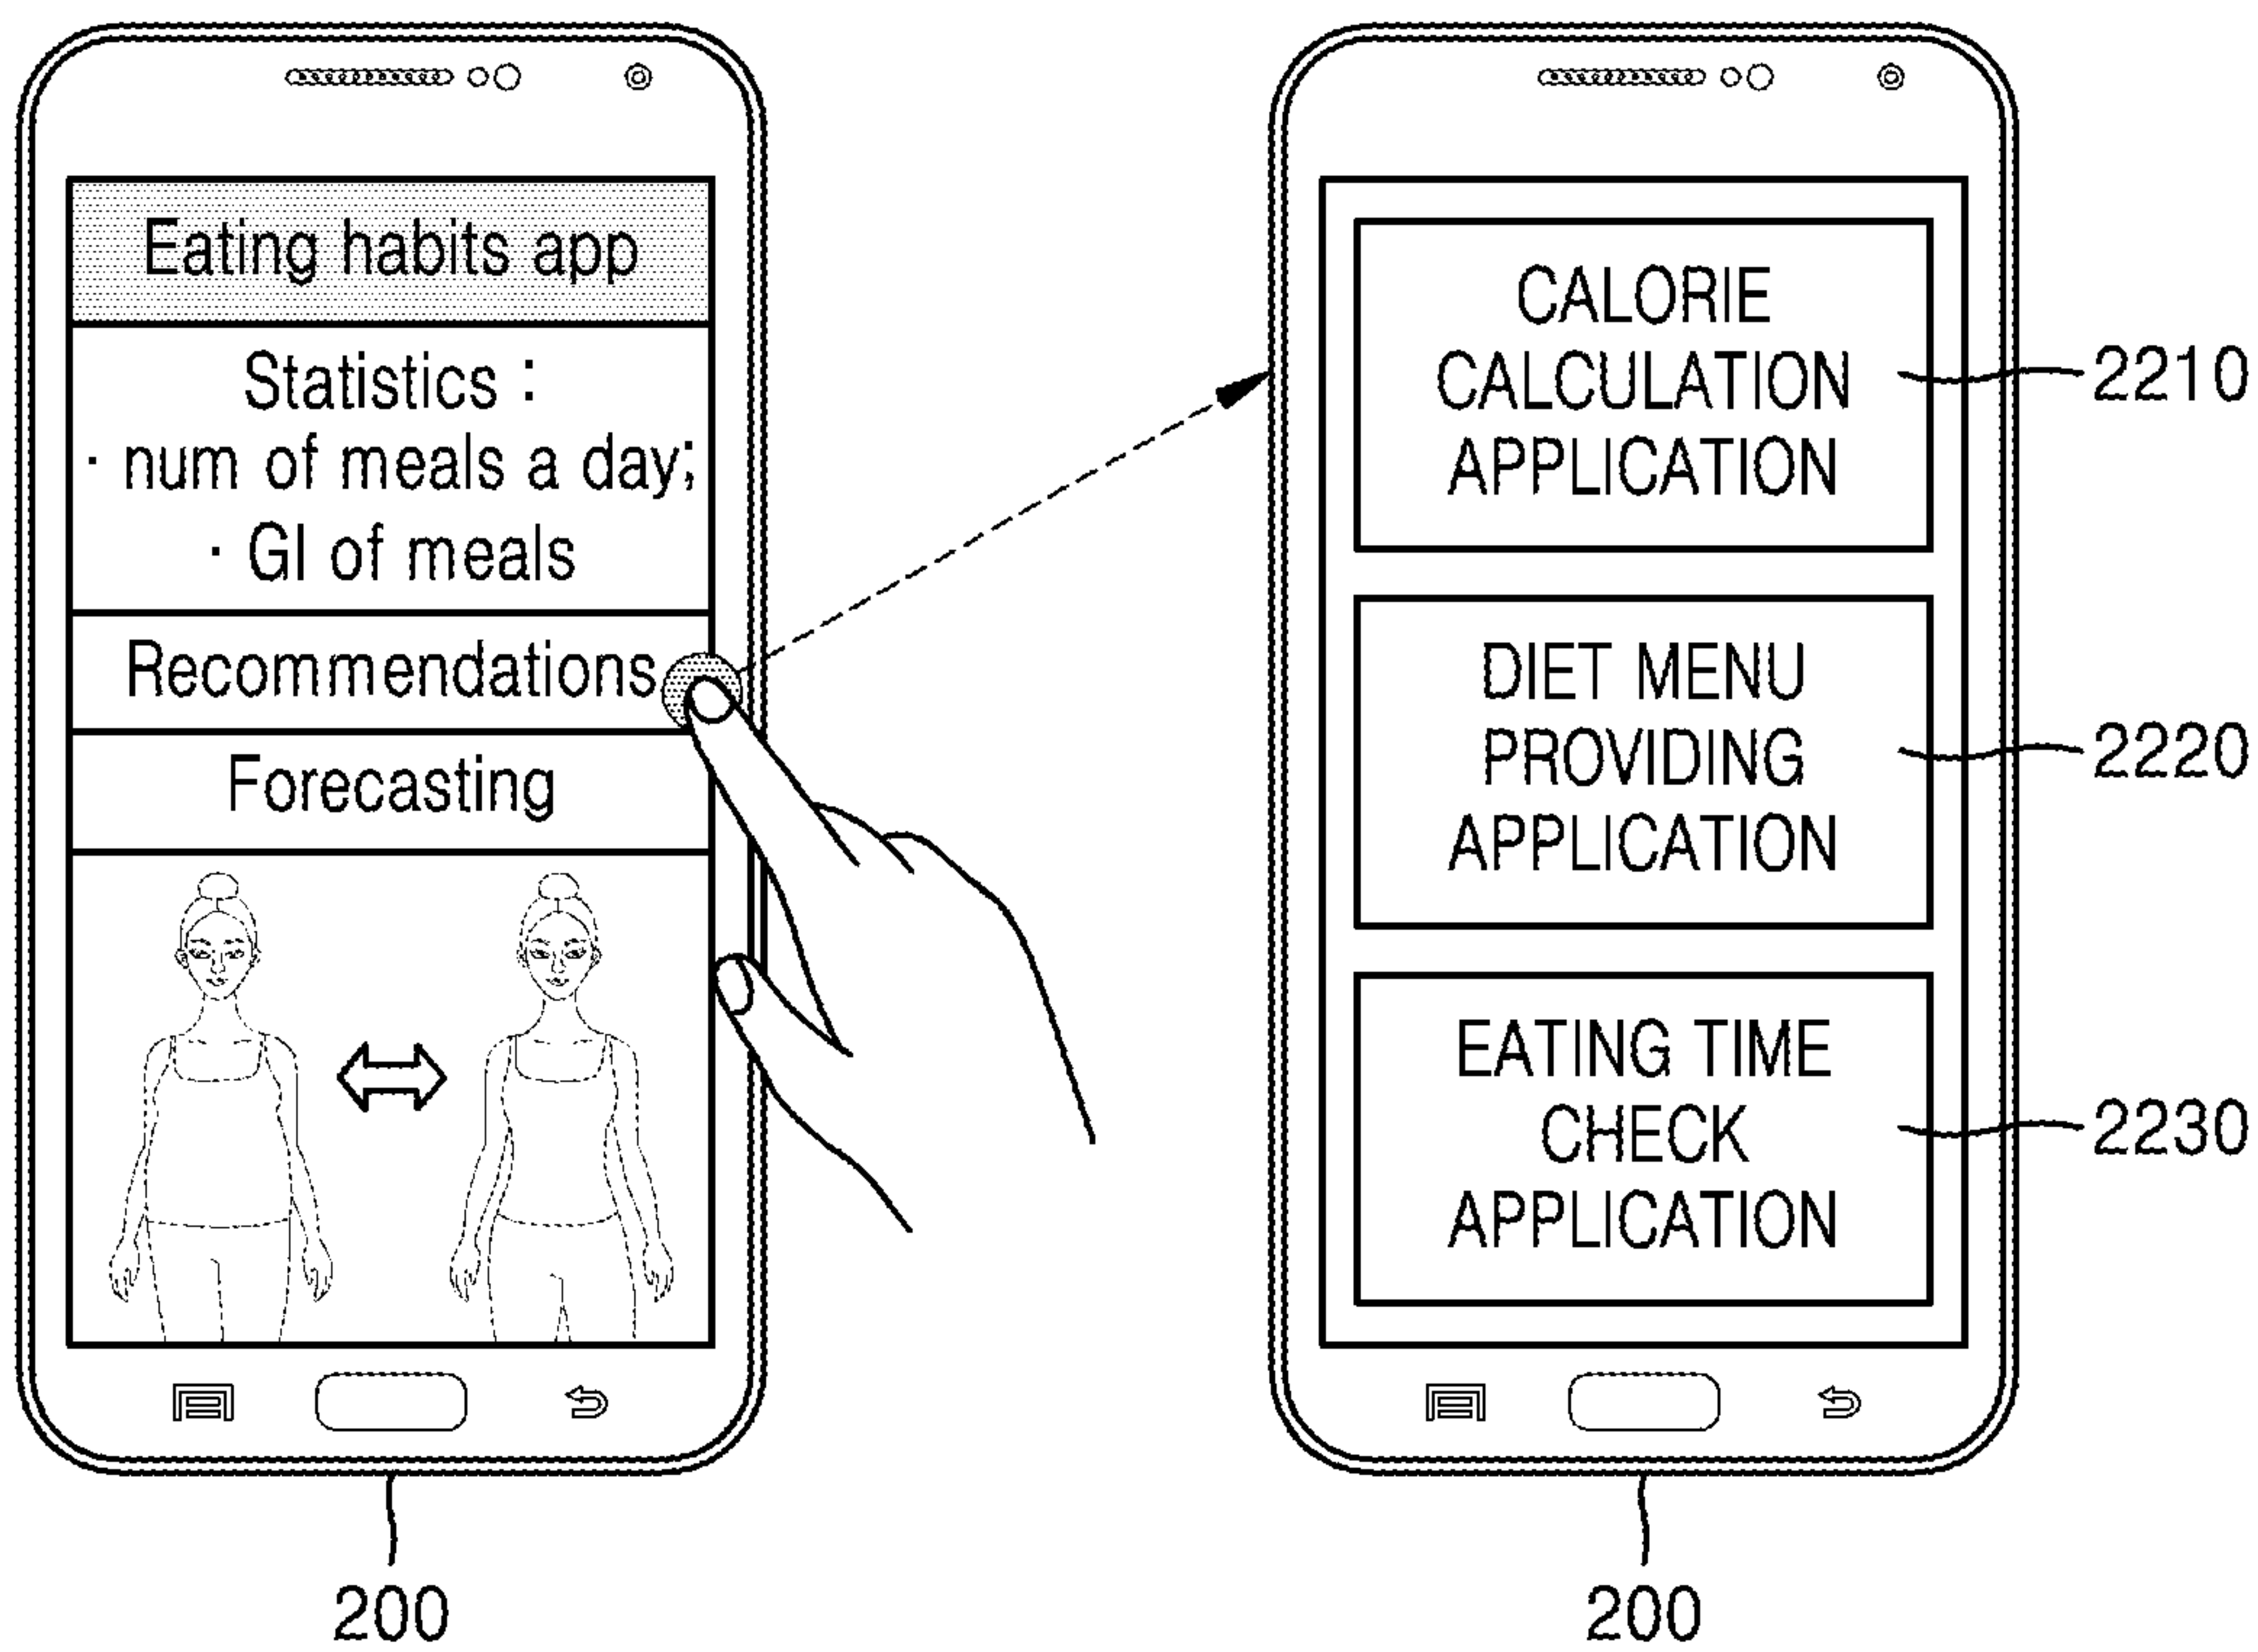 Eating habits app
Statistics :
· num of meals a day;
· GI of meals
Recommendations
Forecasting
200
CALORIE
CALCULATION
APPLICATION
2210
DIET MENU
PROVIDING
APPLICATION
2220
EATING TIME
CHECK
APPLICATION
2230
200